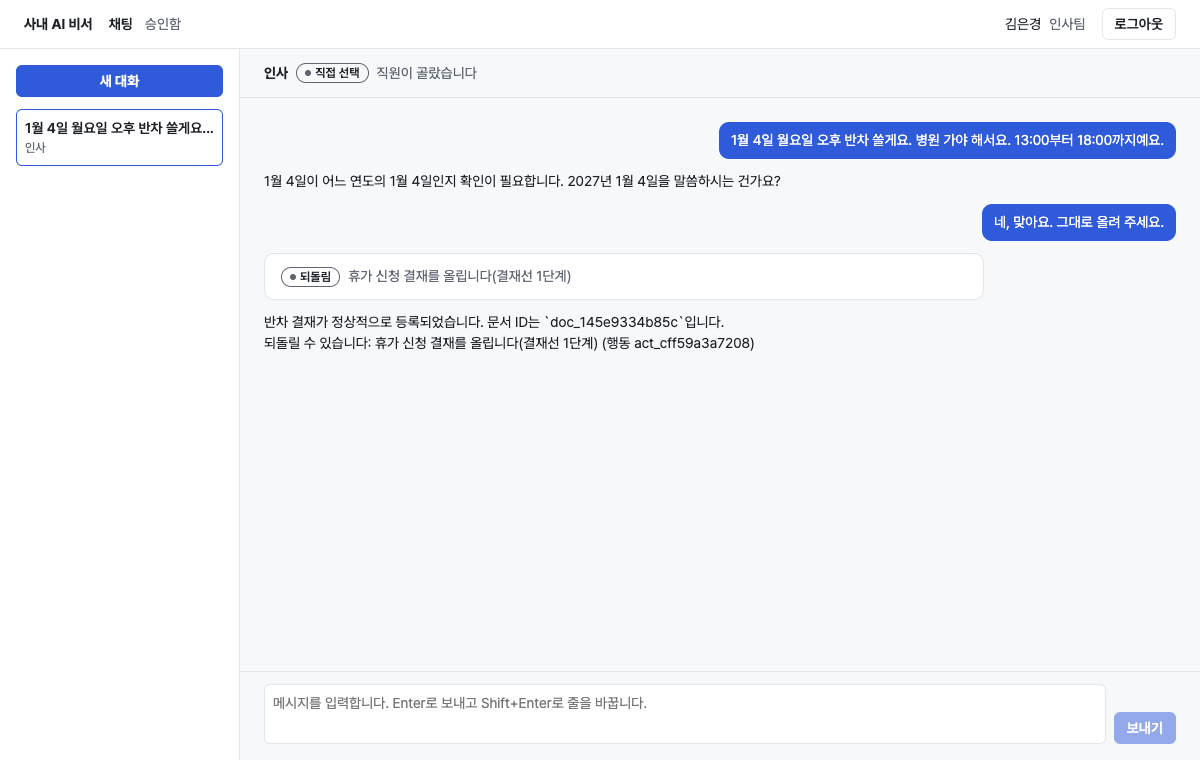 사내 AI 비서 채팅 승인함 김은경 인사팀 로그아웃
새 대화
1월 4일 월요일 오후 반차 쓸게요...
인사
인사 직접 선택 직원이 골랐습니다
1월 4일 월요일 오후 반차 쓸게요. 병원 가야 해서요. 13:00부터 18:00까지예요.
1월 4일이 어느 연도의 1월 4일인지 확인이 필요합니다. 2027년 1월 4일을 말씀하시는 건가요?
네, 맞아요. 그대로 올려 주세요.
되돌림 휴가 신청 결재를 올립니다(결재선 1단계)
반차 결재가 정상적으로 등록되었습니다. 문서 ID는 `doc_145e9334b85c`입니다.
되돌릴 수 있습니다: 휴가 신청 결재를 올립니다(결재선 1단계) (행동 act_cff59a3a7208)
메시지를 입력합니다. Enter로 보내고 Shift+Enter로 줄을 바꿉니다.
보내기